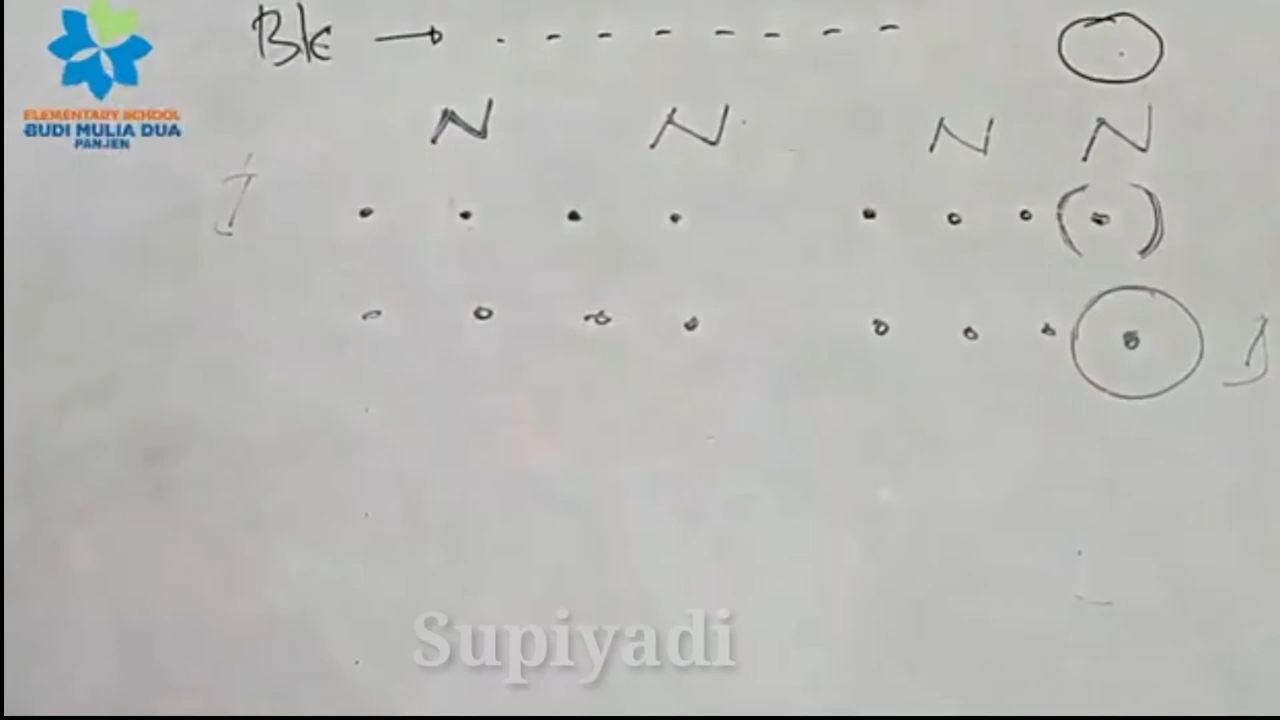 Bk → . - - - - - - -
ELEMENTARY SCHOOL
BUDI MULIA DUA
PANJEN
N N N N
. . . . . . . ( . )
Supiyadi